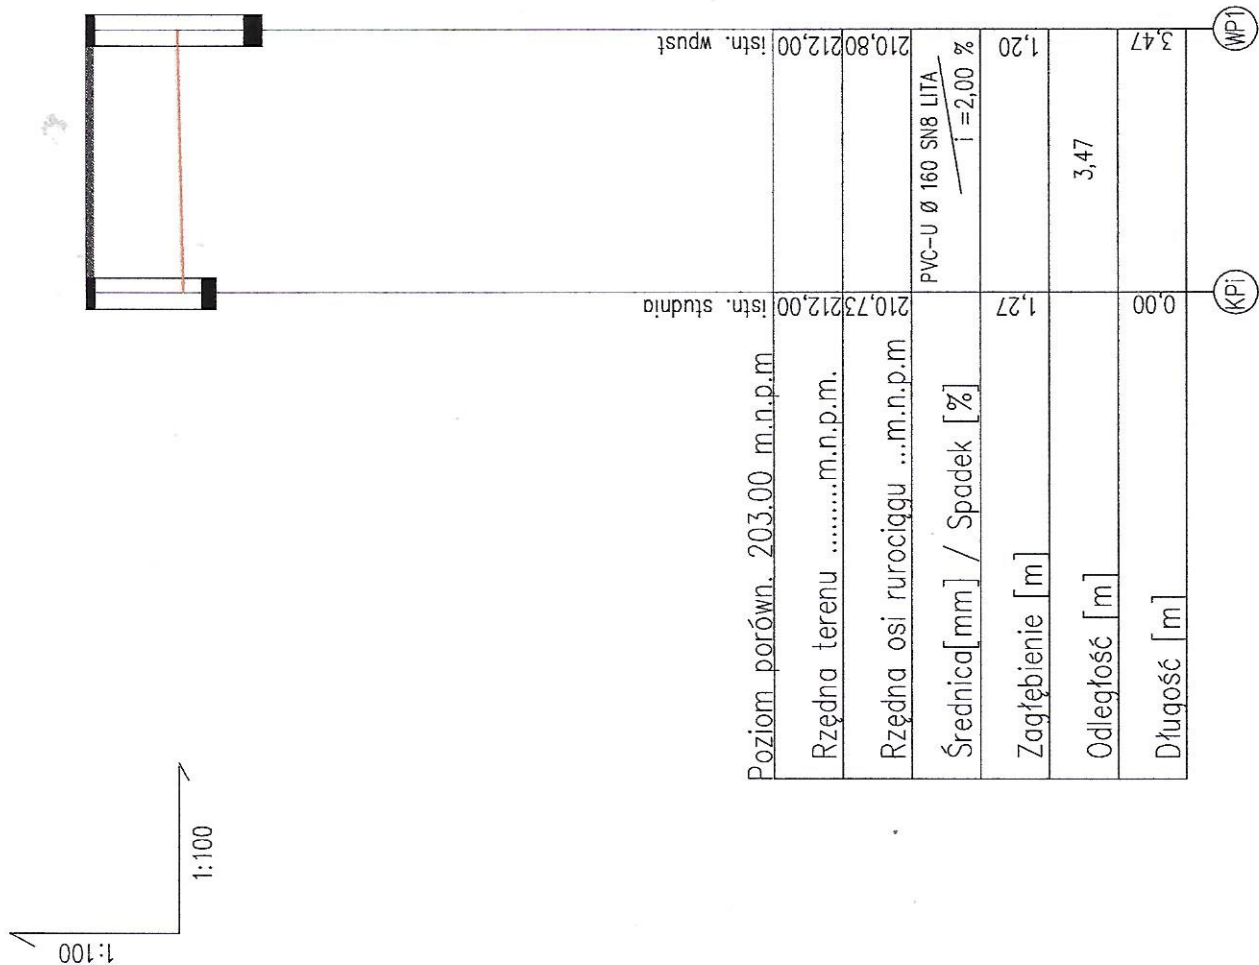 1:100
1:100
istn. studnia
istn. wpust
Poziom porówn. 203.00 m.n.p.m
Rzędna terenu .........m.n.p.m. 212,00 212,00
Rzędna osi rurociągu ...m.n.p.m 210,73 210,80
Średnica[mm] / Spadek [%] PVC-U Ø 160 SN8 LITA i =2,00 %
Zagłębienie [m] 1,27 1,20
Odległość [m] 3,47
Długość [m] 0,00 3,47
KPi WP1